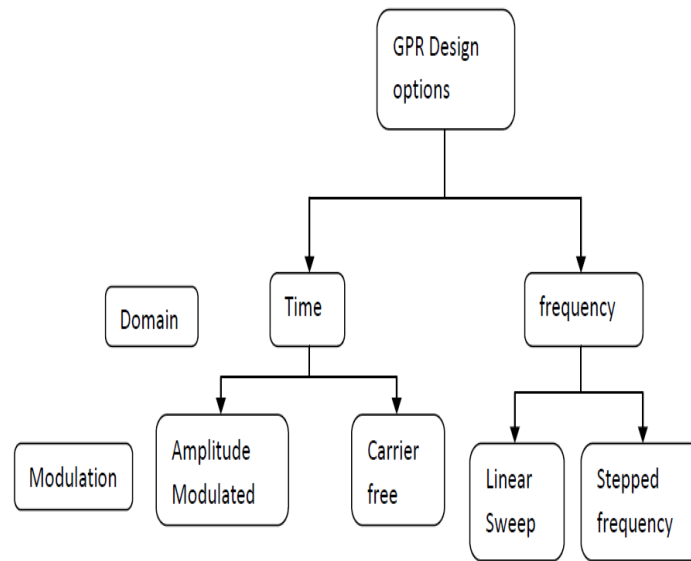 GPR Design
options
Domain
Time
frequency
Modulation
Amplitude
Modulated
Carrier
free
Linear
Sweep
Stepped
frequency